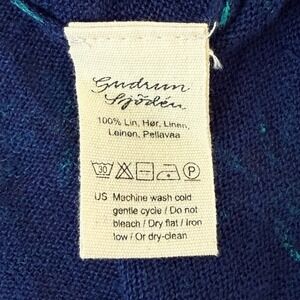 Gudrun
Sjödén
100% Lin, Hør, Linen,
Leinen, Pellavaa
30 P
US Machine wash cold
gentle cycle / Do not
bleach / Dry flat / Iron
low / Or dry-clean